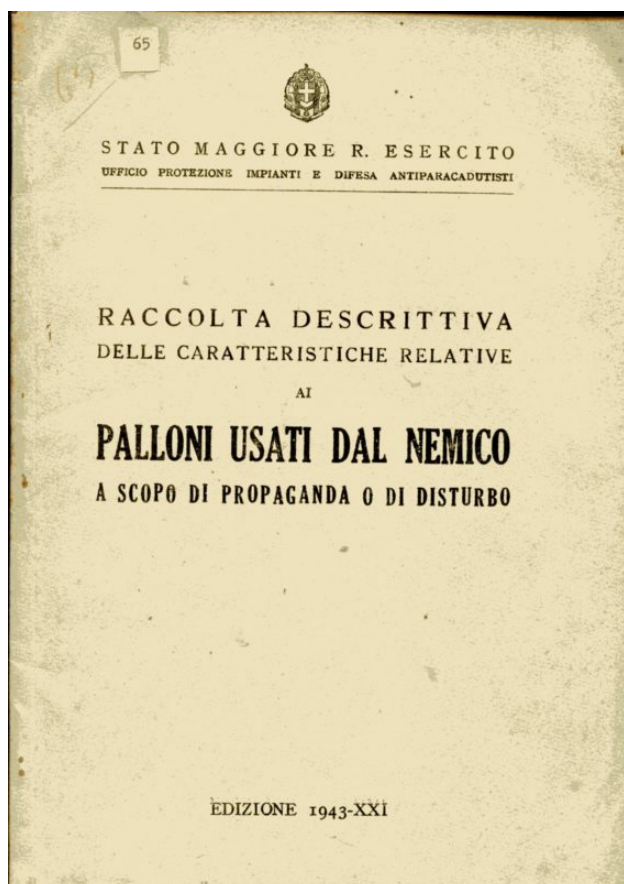 65
65
STATO MAGGIORE R. ESERCITO
UFFICIO PROTEZIONE IMPIANTI E DIFESA ANTIPARACADUTISTI
RACCOLTA DESCRITTIVA
DELLE CARATTERISTICHE RELATIVE
AI
PALLONI USATI DAL NEMICO
A SCOPO DI PROPAGANDA O DI DISTURBO
EDIZIONE 1943-XXI